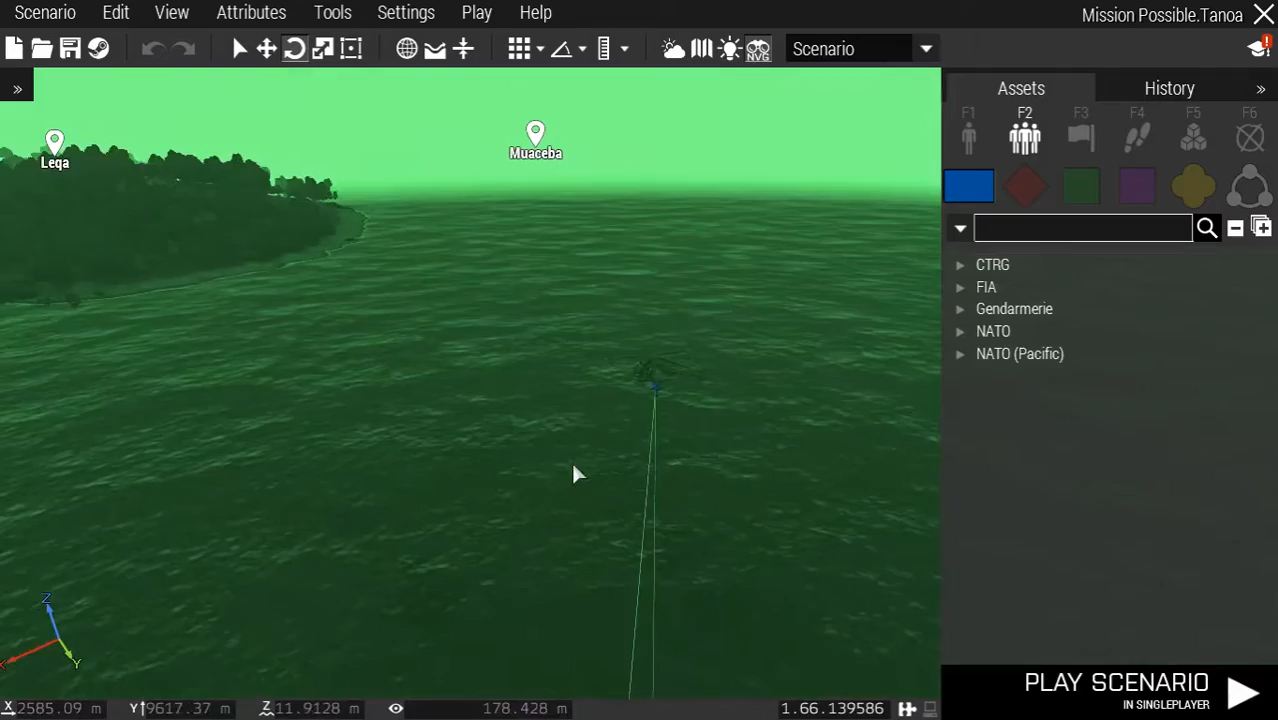 Scenario Edit View Attributes Tools Settings Play Help Mission Possible.Tanoa
NVG Scenario
Assets History
F1 F2 F3 F4 F5 F6
Leqa
Muaceba
CTRG
FIA
Gendarmerie
NATO
NATO (Pacific)
Z
X
Y
PLAY SCENARIO
IN SINGLEPLAYER
X 2585.09 m Y 9617.37 m Z 11.9128 m 178.428 m 1.66.139586